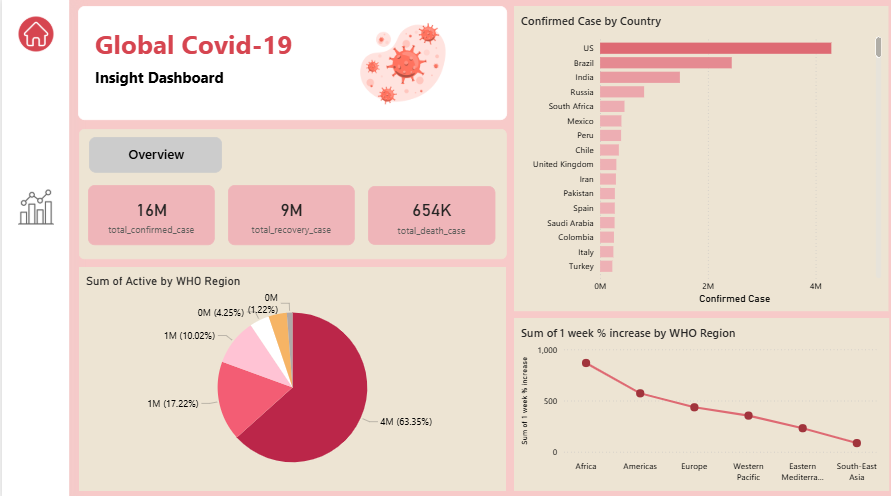 Global Covid-19
Insight Dashboard
Overview
16M
total_confirmed_case
9M
total_recovery_case
654K
total_death_case
Sum of Active by WHO Region
0M
(1.22%)
0M (4.25%)
1M (10.02%)
1M (17.22%)
4M (63.35%)
Confirmed Case by Country
US
Brazil
India
Russia
South Africa
Mexico
Peru
Chile
United Kingdom
Iran
Pakistan
Spain
Saudi Arabia
Colombia
Italy
Turkey
0M 2M 4M
Confirmed Case
Sum of 1 week % increase by WHO Region
Sum of 1 week % increase
1,000
500
0
Africa Americas Europe Western Eastern South-East
Pacific Mediterra... Asia